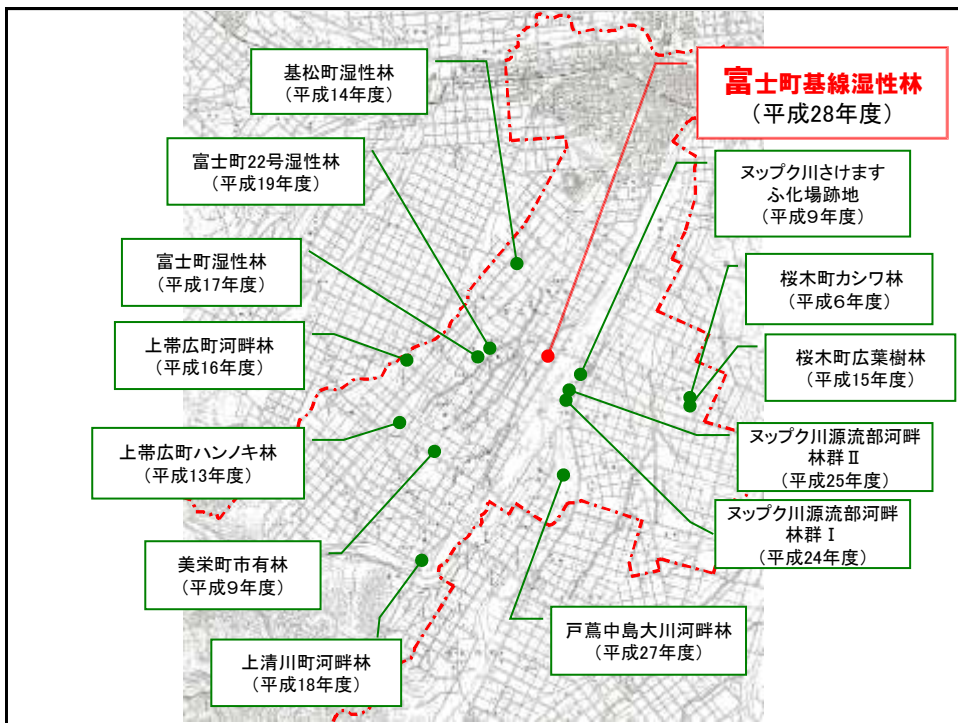 基松町湿性林
（平成14年度）
富士町基線湿性林
（平成28年度）
富士町22号湿性林
（平成19年度）
ヌップク川さけます
ふ化場跡地
（平成９年度）
富士町湿性林
（平成17年度）
桜木町カシワ林
（平成６年度）
上帯広町河畔林
（平成16年度）
桜木町広葉樹林
（平成15年度）
上帯広町ハンノキ林
（平成13年度）
ヌップク川源流部河畔
林群Ⅱ
（平成25年度）
ヌップク川源流部河畔
林群Ⅰ
（平成24年度）
美栄町市有林
（平成９年度）
戸蔦中島大川河畔林
（平成27年度）
上清川町河畔林
（平成18年度）